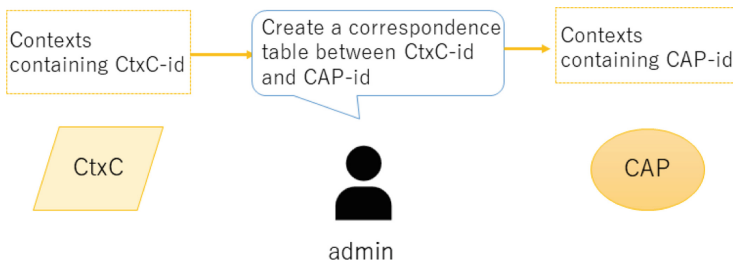 Contexts
containing CtxC-id
Create a correspondence
table between CtxC-id
and CAP-id
Contexts
containing CAP-id
CtxC
CAP
admin